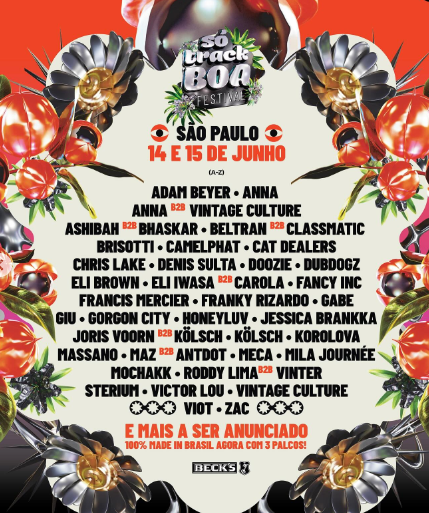 só
track
BOA
FESTIVAL
SÃO PAULO
14 E 15 DE JUNHO
(A-Z)
ADAM BEYER • ANNA
ANNA B2B VINTAGE CULTURE
ASHIBAH B2B BHASKAR • BELTRAN B2B CLASSMATIC
BRISOTTI • CAMELPHAT • CAT DEALERS
CHRIS LAKE • DENIS SULTA • DOOZIE • DUBDOGZ
ELI BROWN • ELI IWASA B2B CAROLA • FANCY INC
FRANCIS MERCIER • FRANKY RIZARDO • GABE
GIU • GORGON CITY • HONEYLUV • JESSICA BRANKKA
JORIS VOORN B2B KÖLSCH • KÖLSCH • KOROLOVA
MASSANO • MAZ B2B ANTDOT • MECA • MILA JOURNÉE
MOCHAKK • RODDY LIMA B2B VINTER
STERIUM • VICTOR LOU • VINTAGE CULTURE
VIOT • ZAC
E MAIS A SER ANUNCIADO
100% MADE IN BRASIL AGORA COM 3 PALCOS!
BECK'S